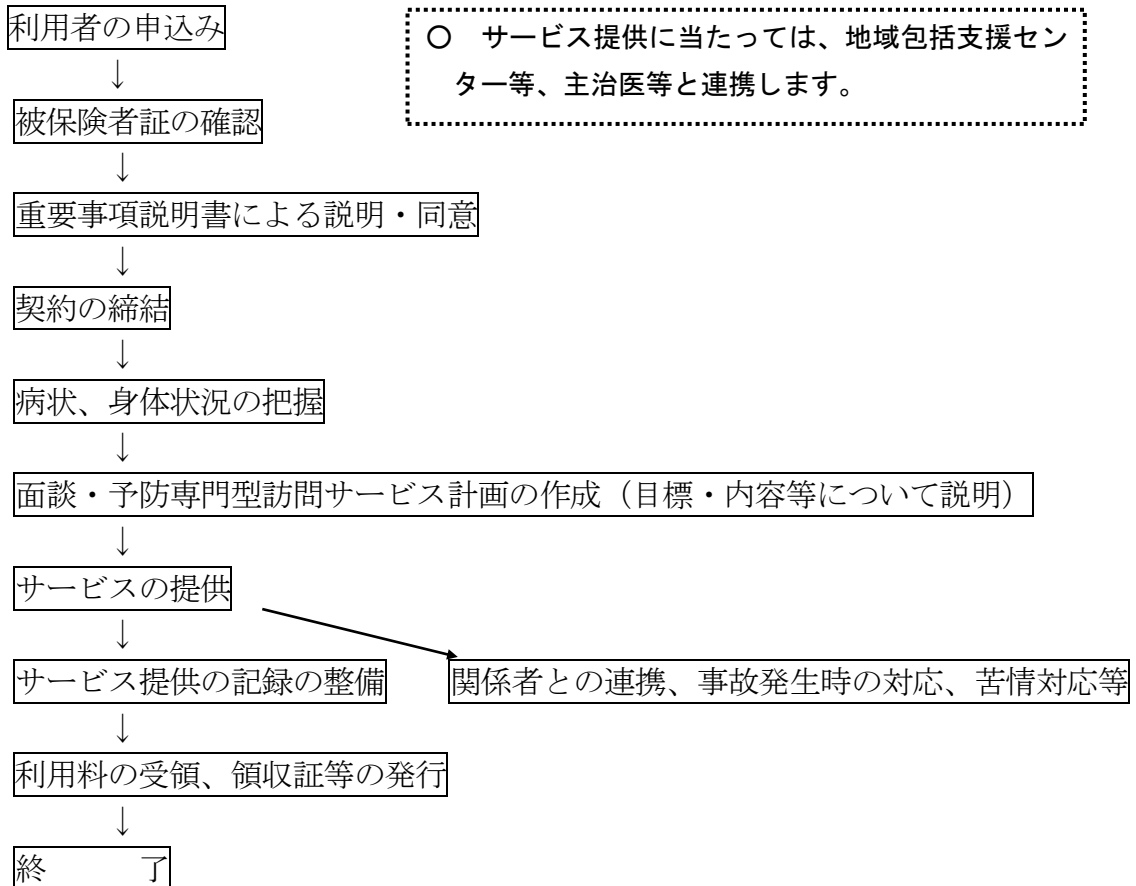 利用者の申込み
○　サービス提供に当たっては、地域包括支援セン
ター等、主治医等と連携します。
↓
被保険者証の確認
↓
重要事項説明書による説明・同意
↓
契約の締結
↓
病状、身体状況の把握
↓
面談・予防専門型訪問サービス計画の作成（目標・内容等について説明）
↓
サービスの提供
↓
サービス提供の記録の整備
関係者との連携、事故発生時の対応、苦情対応等
↓
利用料の受領、領収証等の発行
↓
終　　　了